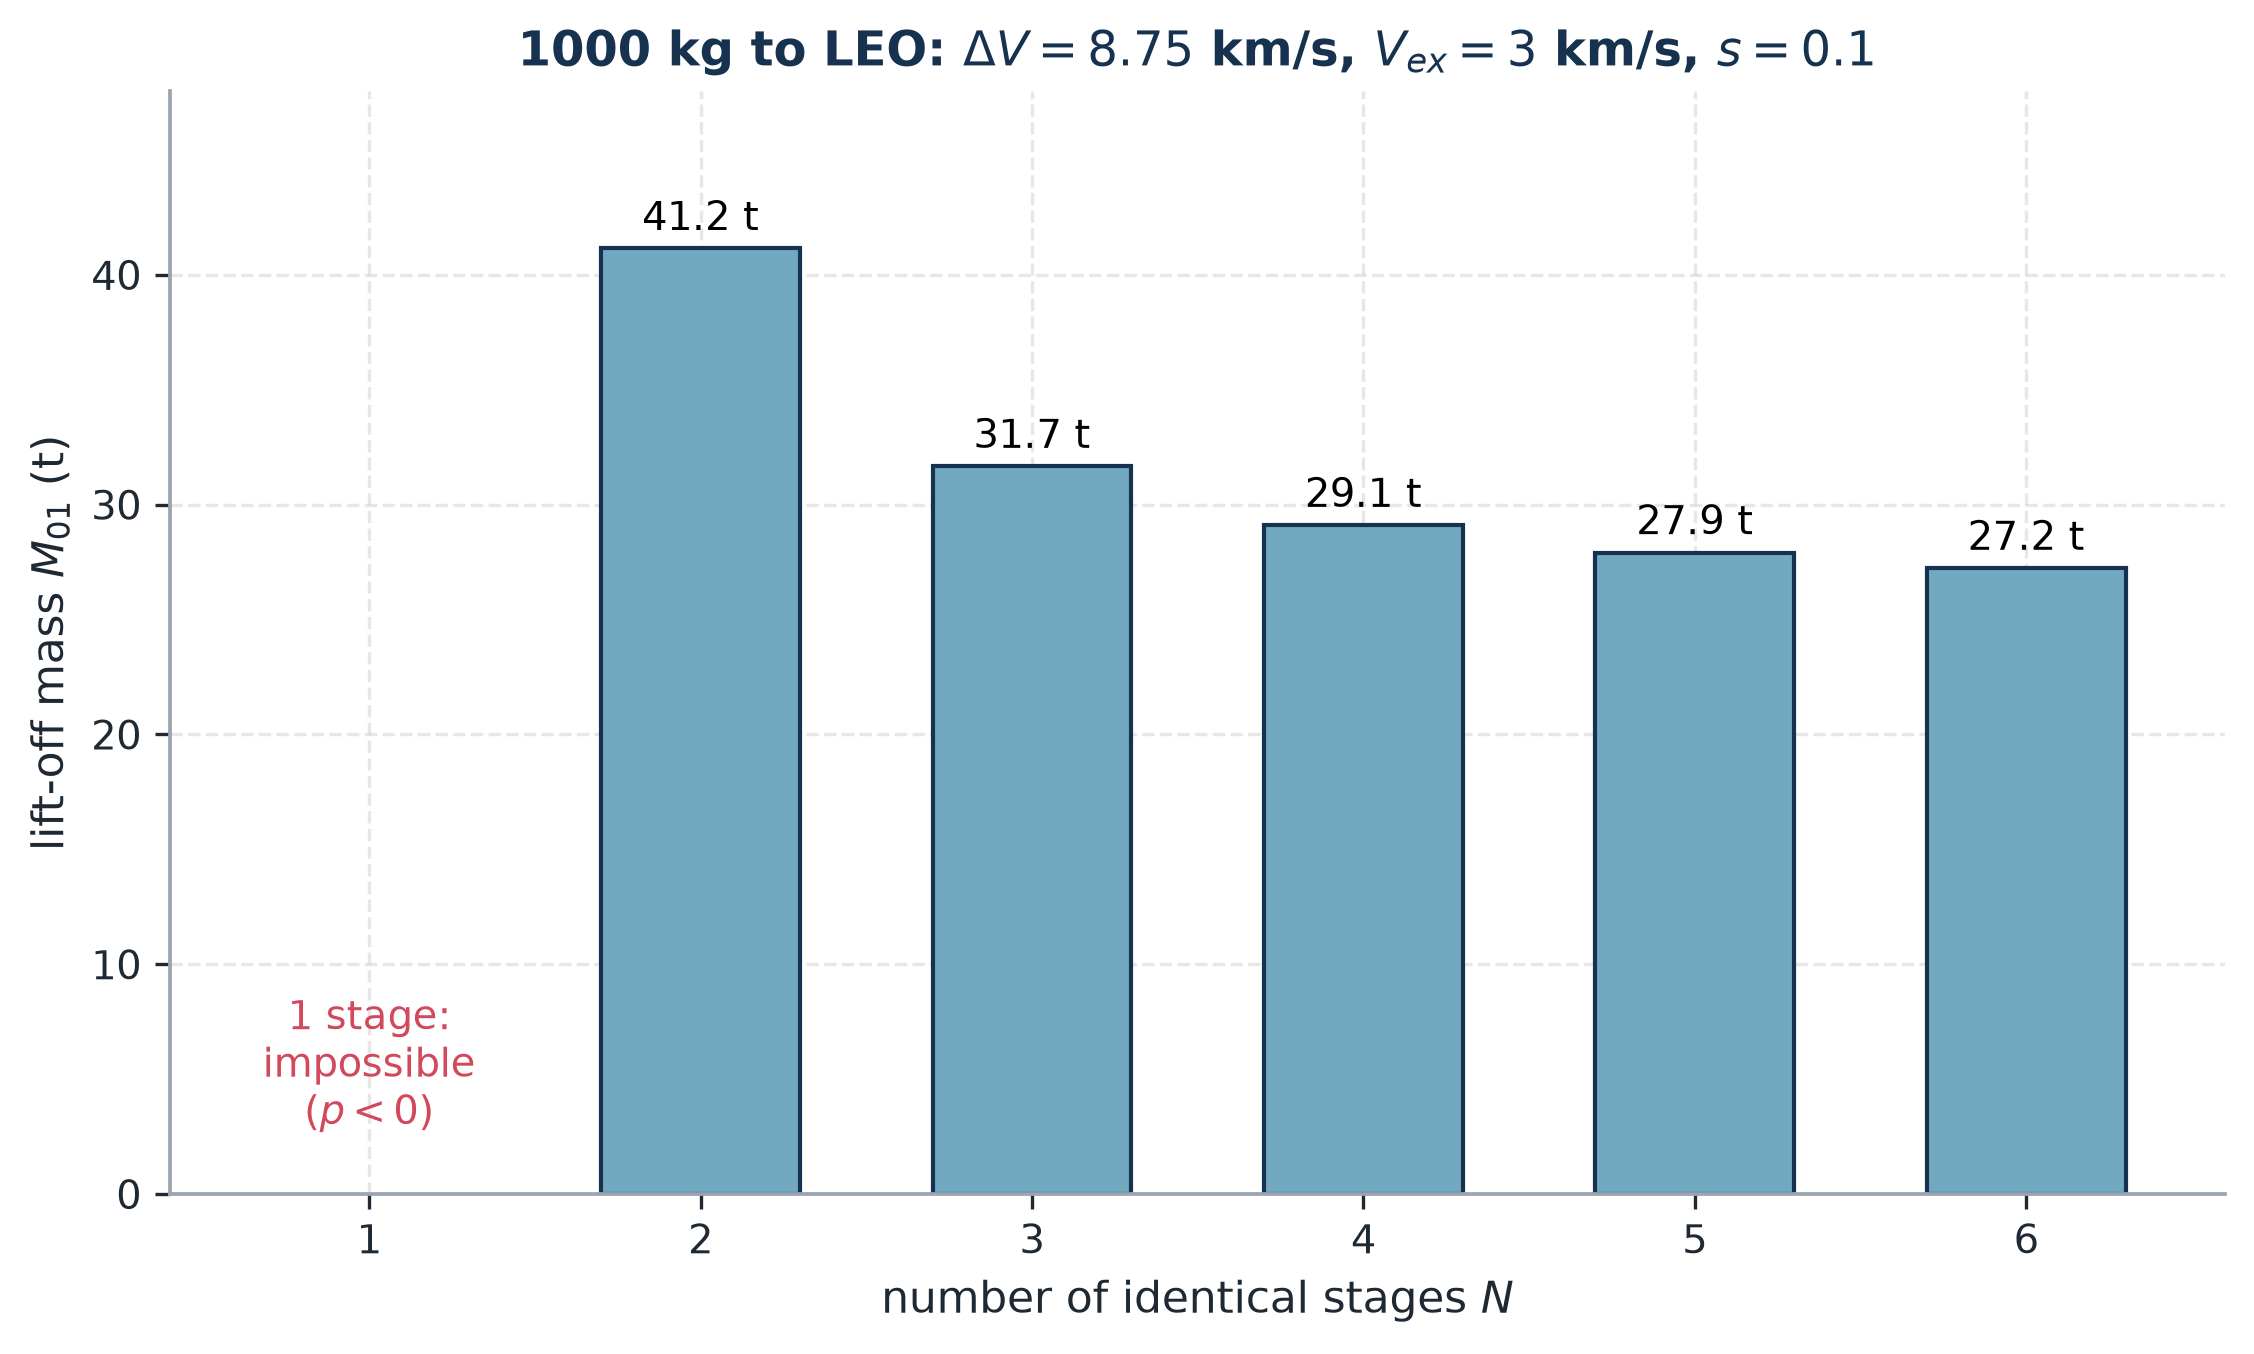 1000 kg to LEO: ΔV = 8.75 km/s, V_ex = 3 km/s, s = 0.1
lift-off mass M_01 (t)
40
30
20
10
0
41.2 t
31.7 t
29.1 t
27.9 t
27.2 t
1 stage:
impossible
(p < 0)
1 2 3 4 5 6
number of identical stages N